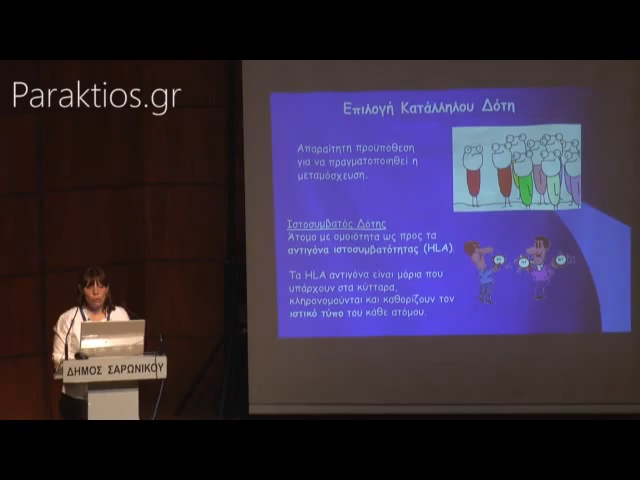 Paraktios.gr
Επιλογή Κατάλληλου Δότη
Απαραίτητη προϋπόθεση
για να πραγματοποιηθεί η
μεταμόσχευση.
Ιστοσυμβατός Δότης
Άτομο με ομοιότητα ως προς τα
αντιγόνα ιστοσυμβατότητας (HLA).
Τα HLA αντιγόνα είναι μόρια που
υπάρχουν στα κύτταρα,
κληρονομούνται και καθορίζουν τον
ιστικό τύπο του κάθε ατόμου.
ΔΗΜΟΣ ΣΑΡΩΝΙΚΟΥ